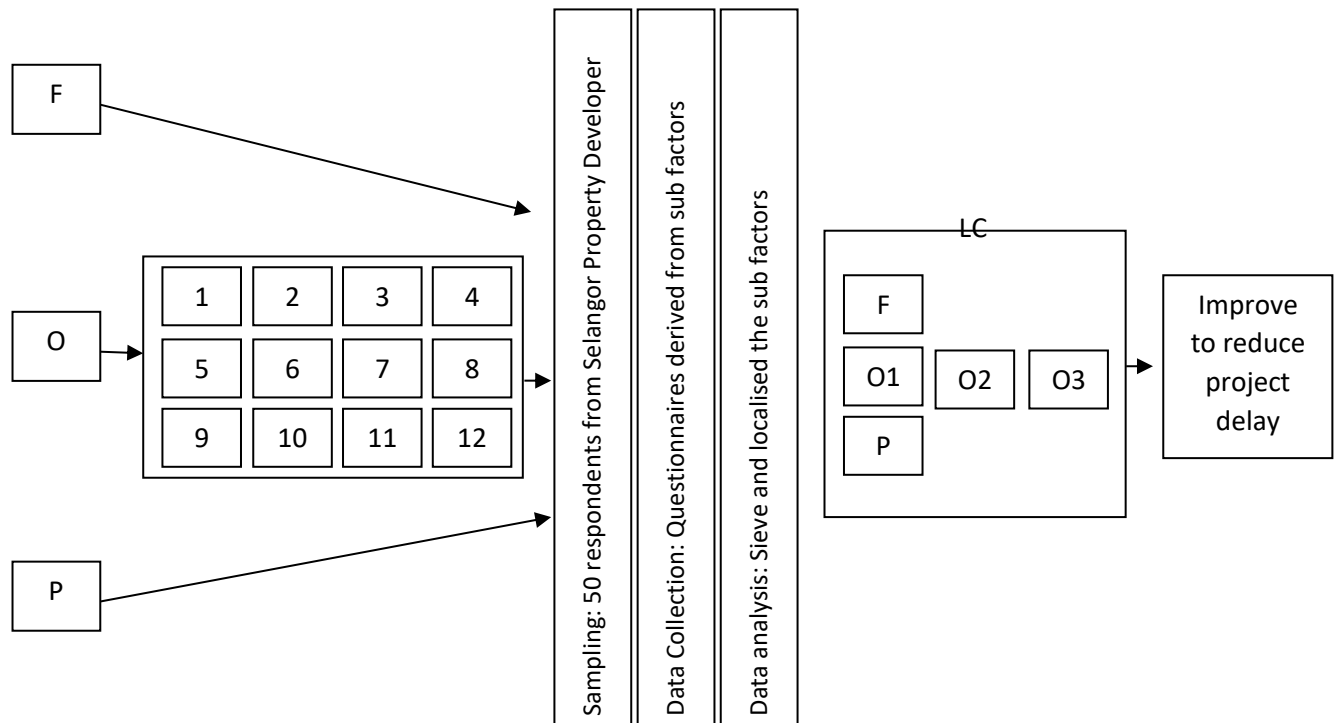 F
O
P
1 2 3 4
5 6 7 8
9 10 11 12
Sampling: 50 respondents from Selangor Property Developer
Data Collection: Questionnaires derived from sub factors
Data analysis: Sieve and localised the sub factors
LC
F
O1 O2 O3
P
Improve
to reduce
project
delay